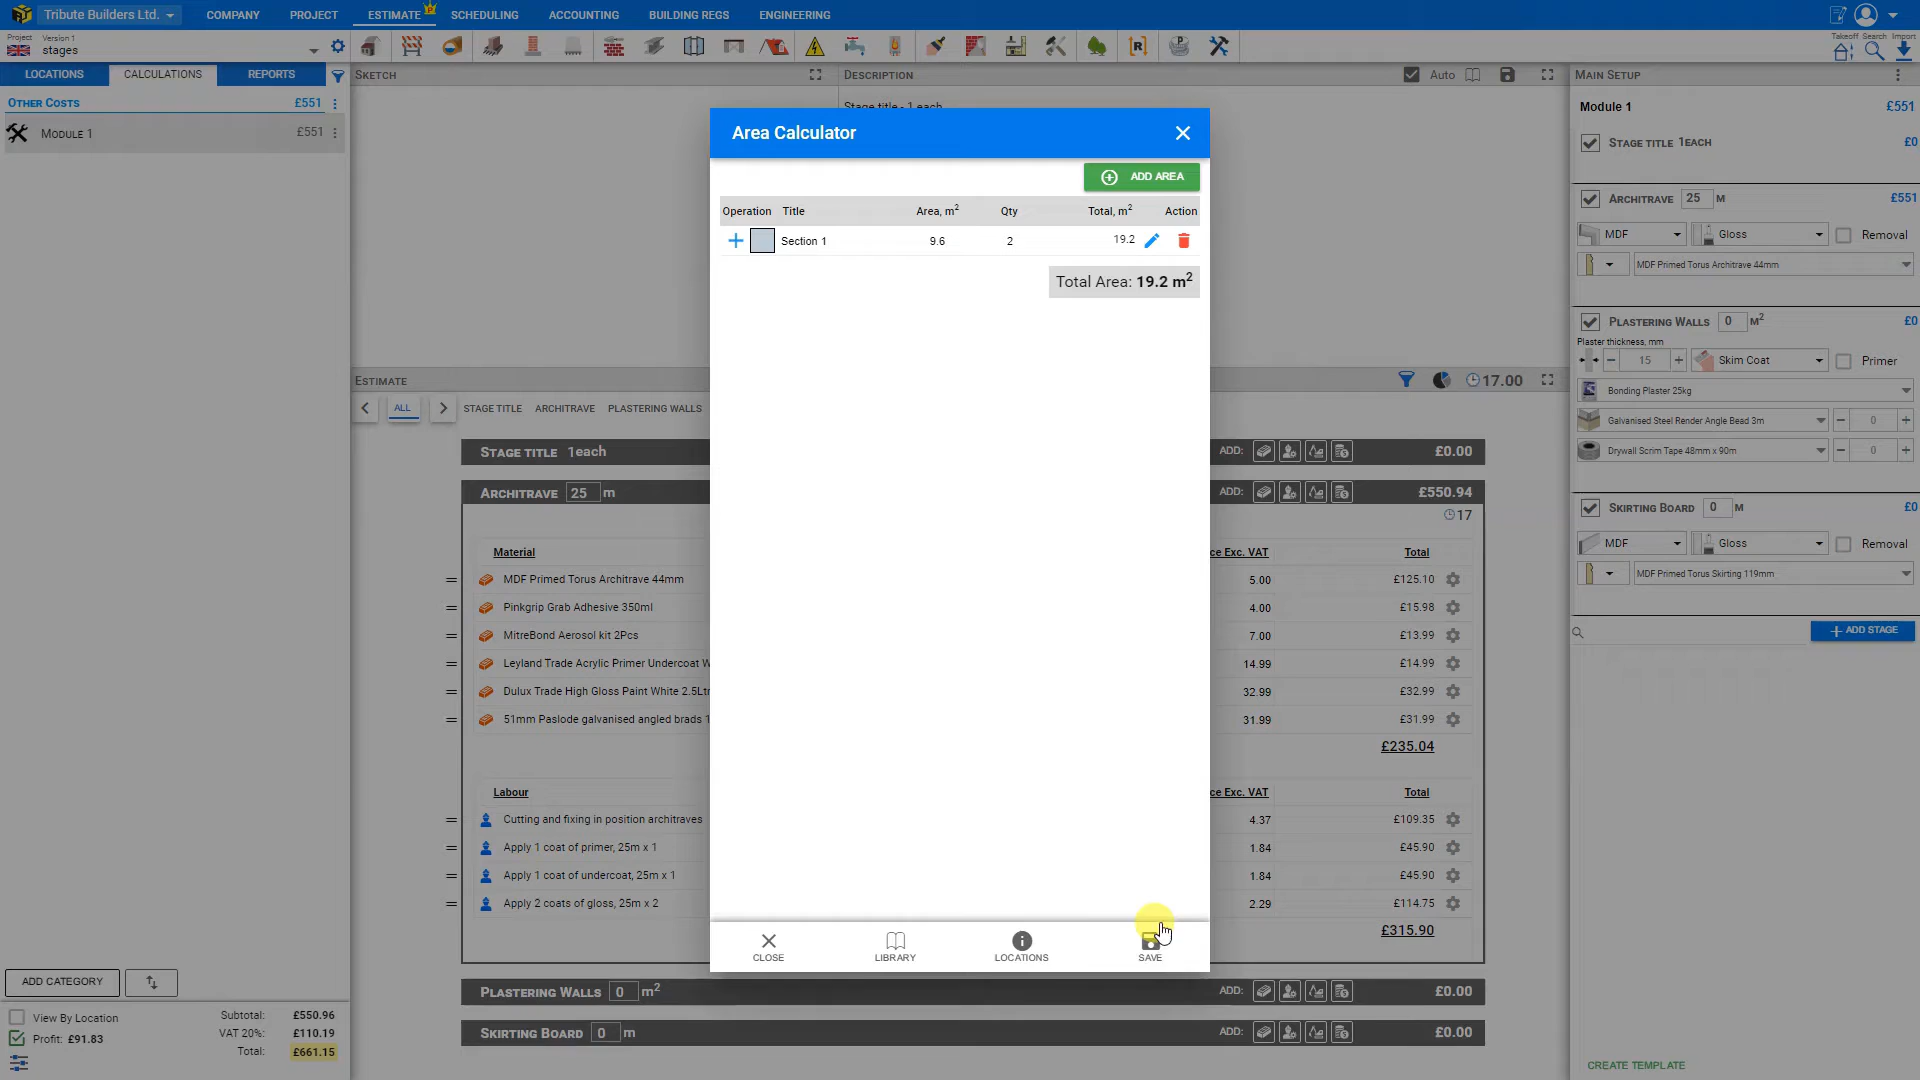 Tribute Builders Ltd.
COMPANY
PROJECT
ESTIMATE
SCHEDULING
ACCOUNTING
BUILDING REGS
ENGINEERING
Project
Version 1
stages
Takeoff
Search
Import
LOCATIONS
CALCULATIONS
REPORTS
SKETCH
DESCRIPTION
Auto
MAIN SETUP
OTHER COSTS
£551
MODULE 1
£551
Stage title - 1 each
Module 1
£551
STAGE TITLE 1EACH
£0
ARCHITRAVE 25 M
£551
MDF
Gloss
Removal
MDF Primed Torus Architrave 44mm
PLASTERING WALLS 0 M2
£0
Plaster thickness, mm
15
Skim Coat
Primer
Bonding Plaster 25kg
Galvanised Steel Render Angle Bead 3m
0
Drywall Scrim Tape 48mm x 90m
0
SKIRTING BOARD 0 M
£0
MDF
Gloss
Removal
MDF Primed Torus Skirting 119mm
ADD STAGE
CREATE TEMPLATE
Area Calculator
ADD AREA
Operation Title Area, m2 Qty Total, m2 Action
Section 1 9.6 2 19.2
Total Area: 19.2 m2
CLOSE
LIBRARY
LOCATIONS
SAVE
ESTIMATE
17.00
ALL
STAGE TITLE
ARCHITRAVE
PLASTERING WALLS
STAGE TITLE 1each
ADD:
£0.00
ARCHITRAVE 25 m
ADD:
£550.94
17
Material
ce Exc. VAT
Total
MDF Primed Torus Architrave 44mm
5.00
£125.10
Pinkgrip Grab Adhesive 350ml
4.00
£15.98
MitreBond Aerosol kit 2Pcs
7.00
£13.99
Leyland Trade Acrylic Primer Undercoat W
14.99
£14.99
Dulux Trade High Gloss Paint White 2.5Ltr
32.99
£32.99
51mm Paslode galvanised angled brads 1
31.99
£31.99
£235.04
Labour
ce Exc. VAT
Total
Cutting and fixing in position architraves
4.37
£109.35
Apply 1 coat of primer, 25m x 1
1.84
£45.90
Apply 1 coat of undercoat, 25m x 1
1.84
£45.90
Apply 2 coats of gloss, 25m x 2
2.29
£114.75
£315.90
PLASTERING WALLS 0 m2
ADD:
£0.00
SKIRTING BOARD 0 m
ADD:
£0.00
ADD CATEGORY
View By Location
Profit: £91.83
Subtotal: £550.96
VAT 20%: £110.19
Total: £661.15